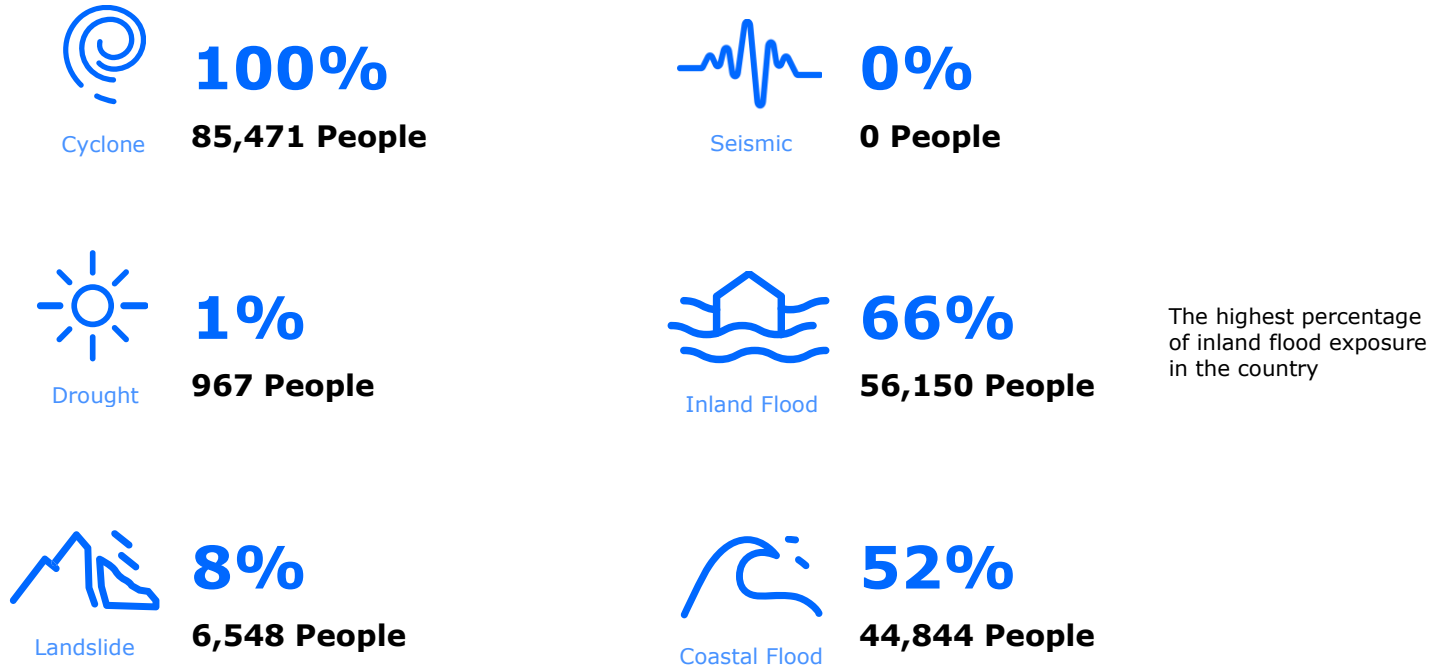 100%
85,471 People
Cyclone
0%
0 People
Seismic
1%
967 People
Drought
66%
56,150 People
Inland Flood
The highest percentage
of inland flood exposure
in the country
8%
6,548 People
Landslide
52%
44,844 People
Coastal Flood